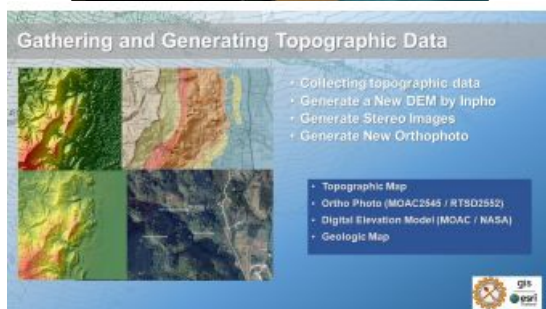 Gathering and Generating Topographic Data
• Collecting topographic data
• Generate a New DEM by Inpho
• Generate Stereo Images
• Generate New Orthophoto
• Topographic Map
• Ortho Photo (MOAC2545 / RTSD2552)
• Digital Elevation Model (MOAC / NASA)
• Geologic Map
gis
esri